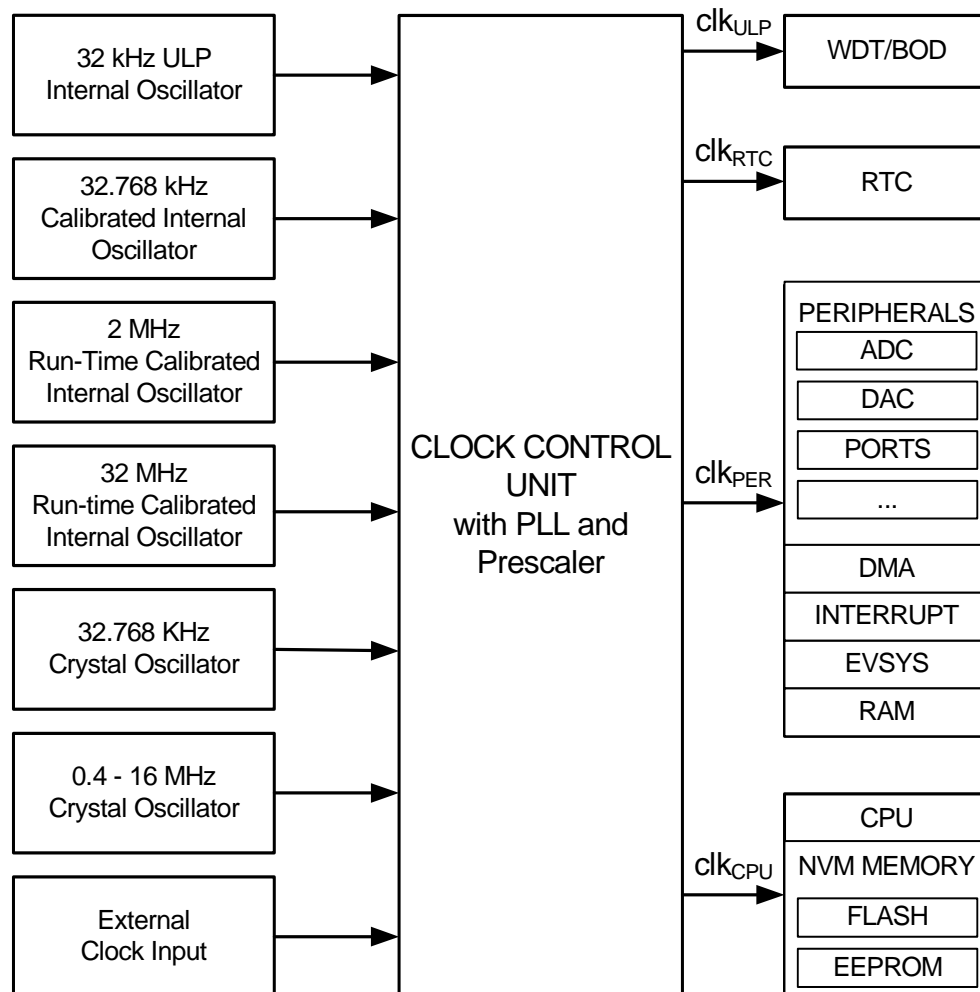 32 kHz ULP
Internal Oscillator
32.768 kHz
Calibrated Internal
Oscillator
2 MHz
Run-Time Calibrated
Internal Oscillator
32 MHz
Run-time Calibrated
Internal Oscillator
32.768 KHz
Crystal Oscillator
0.4 - 16 MHz
Crystal Oscillator
External
Clock Input
CLOCK CONTROL
UNIT
with PLL and
Prescaler
clkULP
WDT/BOD
clkRTC
RTC
clkPER
PERIPHERALS
ADC
DAC
PORTS
...
DMA
INTERRUPT
EVSYS
RAM
clkCPU
CPU
NVM MEMORY
FLASH
EEPROM